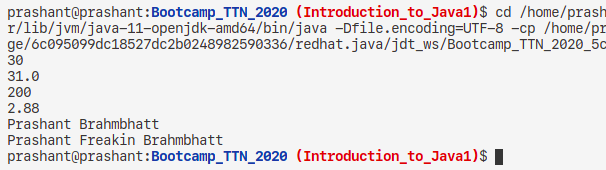 prashant@prashant:Bootcamp_TTN_2020 (Introduction_to_Java1)$ cd /home/prash
r/lib/jvm/java-11-openjdk-amd64/bin/java -Dfile.encoding=UTF-8 -cp /home/pr
ge/6c095099dc18527dc2b0248982590336/redhat.java/jdt_ws/Bootcamp_TTN_2020_5c
30
31.0
200
2.88
Prashant Brahmbhatt
Prashant Freakin Brahmbhatt
prashant@prashant:Bootcamp_TTN_2020 (Introduction_to_Java1)$